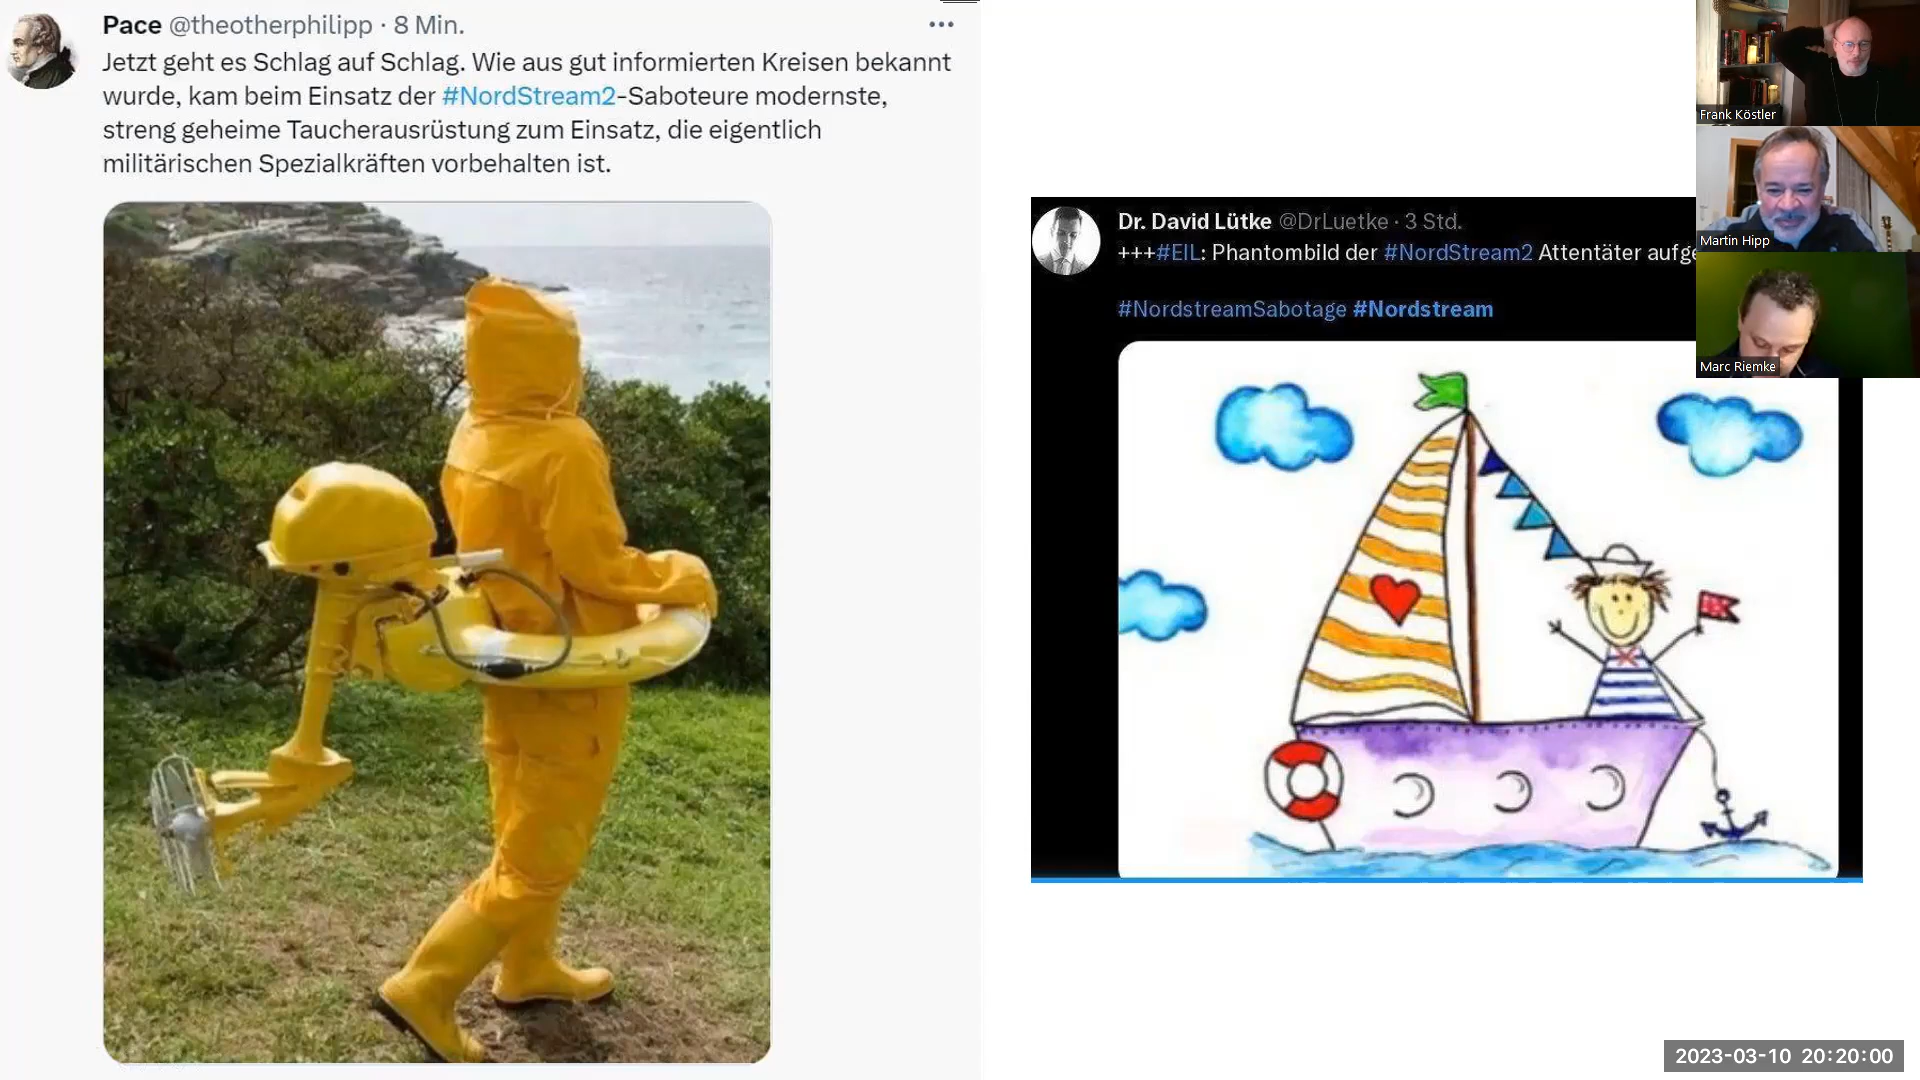 Pace @theotherphilipp · 8 Min.
Jetzt geht es Schlag auf Schlag. Wie aus gut informierten Kreisen bekannt
wurde, kam beim Einsatz der #NordStream2-Saboteure modernste,
streng geheime Taucherausrüstung zum Einsatz, die eigentlich
militärischen Spezialkräften vorbehalten ist.
Dr. David Lütke @DrLuetke · 3 Std.
+++#EIL: Phantombild der #NordStream2 Attentäter aufge
#NordstreamSabotage #Nordstream
Frank Köstler
Martin Hipp
Marc Riemke
2023-03-10 20:20:00